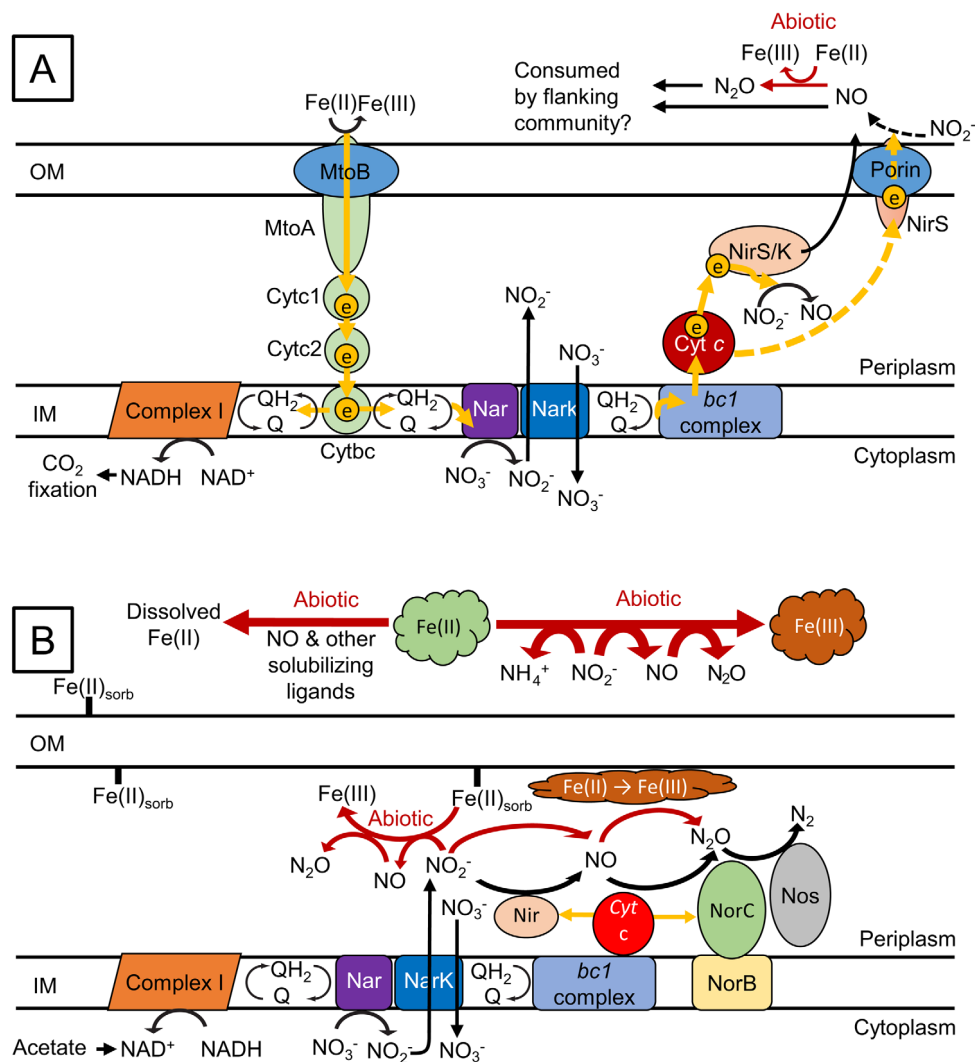 A
Abiotic
Fe(III) Fe(II)
Consumed
by flanking
community?
N₂O
NO
NO₂⁻
Fe(II)Fe(III)
OM
MtoB
Porin
MtoA
NirS
NirS/K
e
e
NO₂⁻ NO
Cytc1
e
Cytc2
e
NO₂⁻
NO₃⁻
e
Cyt c
Periplasm
IM
Complex I
QH₂
Q
e
QH₂
Q
Nar
Nark
QH₂
Q
bc1
complex
Cytbc
Cytoplasm
CO₂
fixation
NADH NAD⁺
NO₃⁻ NO₂⁻
NO₃⁻
B
Dissolved
Fe(II)
Abiotic
NO & other
solubilizing
ligands
Fe(II)
Abiotic
Fe(III)
NH₄⁺ NO₂⁻ NO N₂O
Fe(II)sorb
OM
Fe(II)sorb
Fe(III)
Fe(II)sorb
Fe(II) → Fe(III)
Abiotic
N₂O
NO
NO₂⁻
NO
N₂O
N₂
NO₃⁻
Nir
Cyt
c
NorC
Nos
Periplasm
IM
Complex I
QH₂
Q
Nar
NarK
QH₂
Q
bc1
complex
NorB
Cytoplasm
Acetate
NAD⁺ NADH
NO₃⁻ NO₂⁻
NO₃⁻